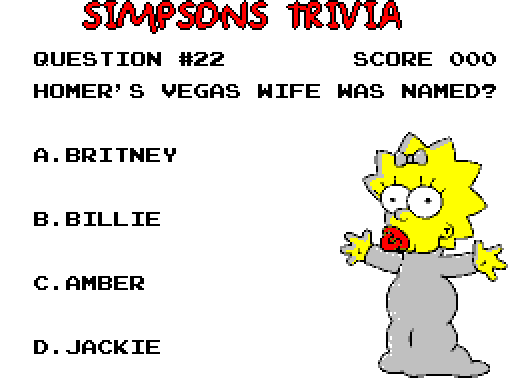 SIMPSONS TRIVIA
QUESTION #22 SCORE 000
HOMER'S VEGAS WIFE WAS NAMED?
A.BRITNEY
B.BILLIE
C.AMBER
D.JACKIE